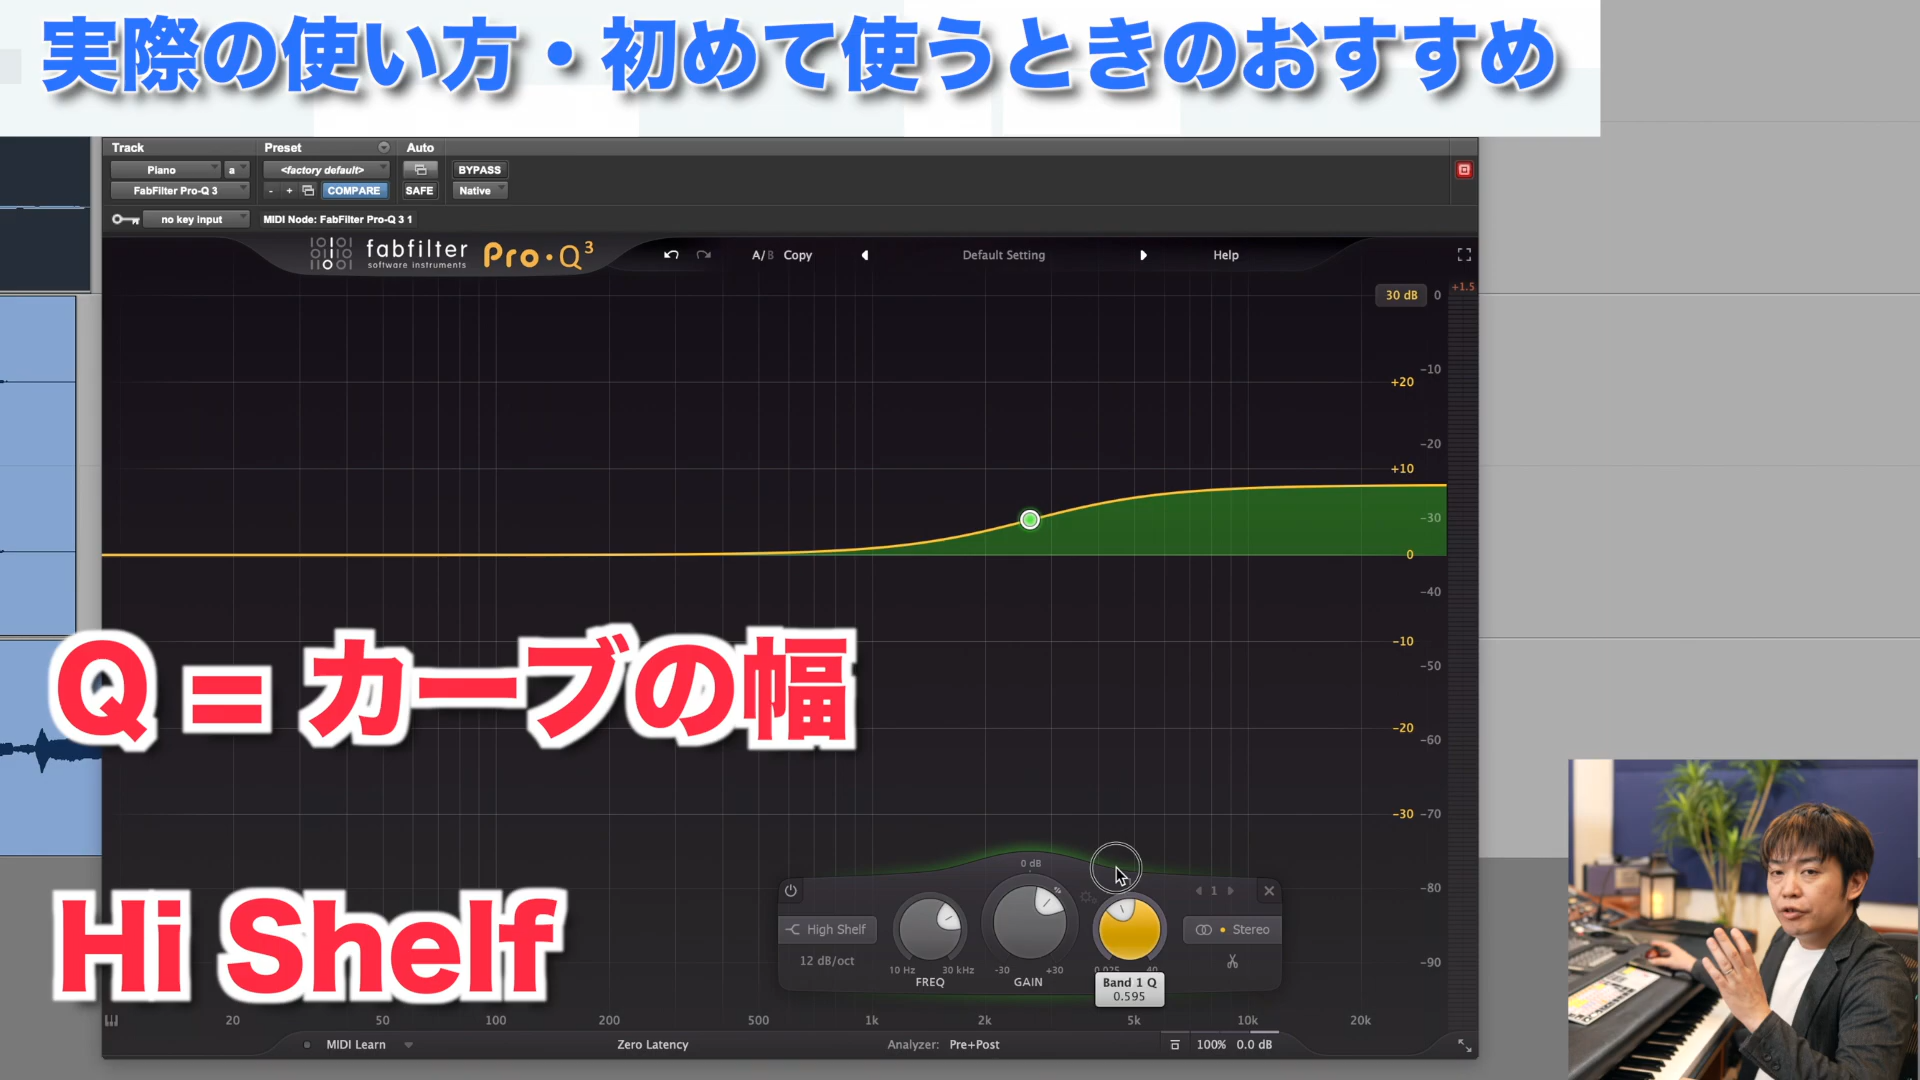 実際の使い方・初めて使うときのおすすめ
Track
Preset
Auto
Piano
a
<factory default>
BYPASS
FabFilter Pro-Q 3
- +
COMPARE
SAFE
Native
no key input
MIDI Node: FabFilter Pro-Q 3 1
fabfilter
software instruments
Pro・Q3
A/B
Copy
Default Setting
Help
30 dB
0
+1.5
-10
+20
-20
+10
-30
0
-40
-10
-50
-20
-60
-30
-70
-80
-90
Q = カーブの幅
Hi Shelf
0 dB
1
High Shelf
12 dB/oct
10 Hz
30 kHz
FREQ
-30
+30
GAIN
0.025
40
Band 1 Q
0.595
Stereo
20
50
100
200
500
1k
2k
5k
10k
20k
MIDI Learn
Zero Latency
Analyzer: Pre+Post
100%
0.0 dB